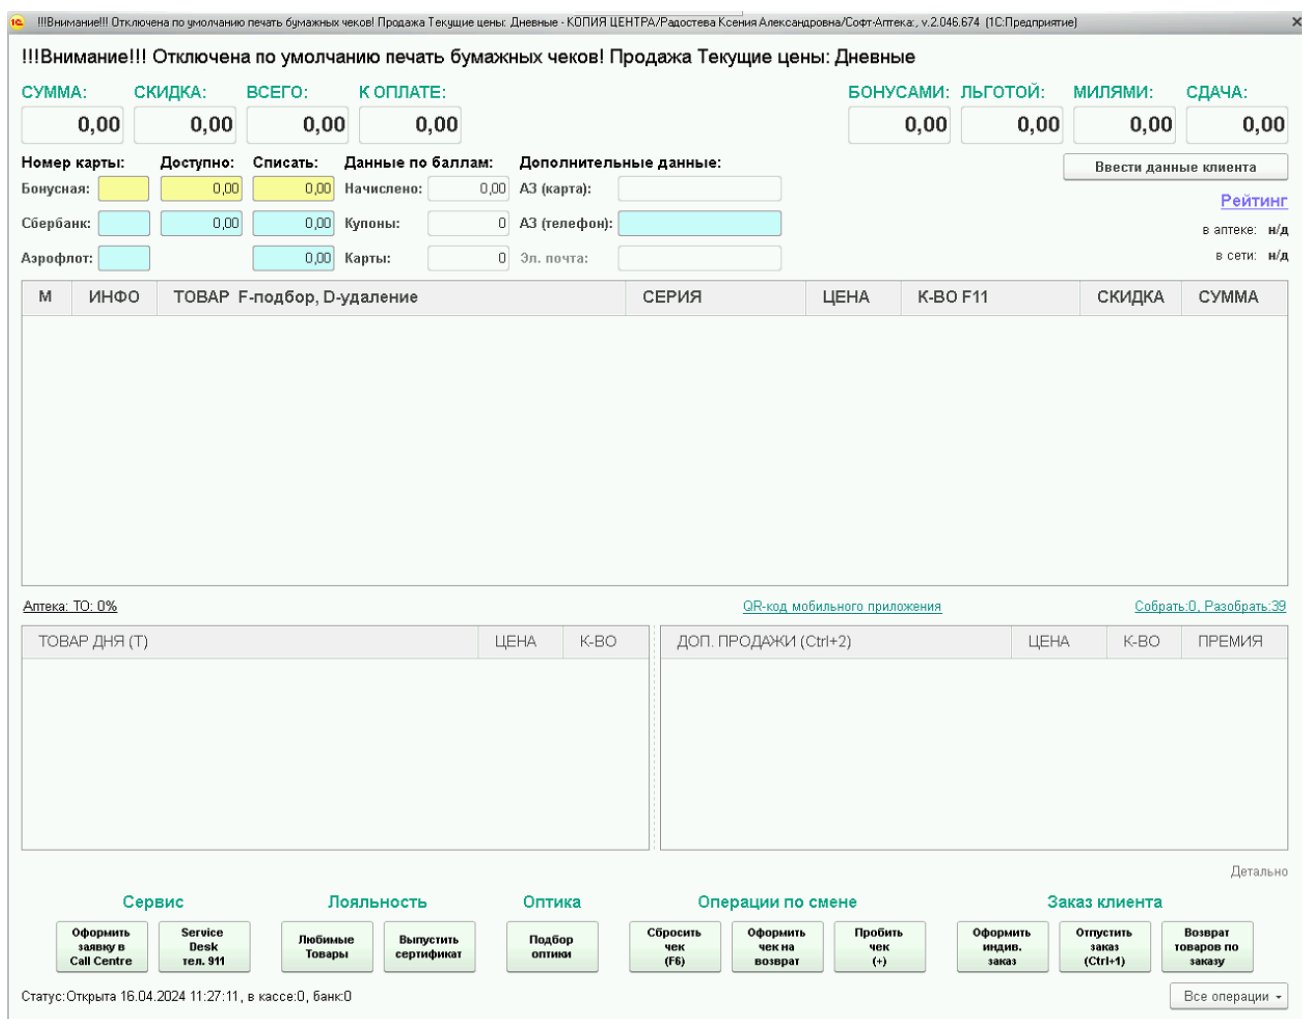 !!!Внимание!!! Отключена по умолчанию печать бумажных чеков! Продажа Текущие цены: Дневные - КОПИЯ ЦЕНТРА/Радостева Ксения Александровна/Софт-Аптека:, v.2.046.674 (1С:Предприятие)
!!!Внимание!!! Отключена по умолчанию печать бумажных чеков! Продажа Текущие цены: Дневные
СУММА: СКИДКА: ВСЕГО: К ОПЛАТЕ: БОНУСАМИ: ЛЬГОТОЙ: МИЛЯМИ: СДАЧА:
0,00 0,00 0,00 0,00 0,00 0,00 0,00 0,00
Номер карты: Доступно: Списать: Данные по баллам: Дополнительные данные: Ввести данные клиента
Бонусная: 0,00 0,00 Начислено: 0,00 АЗ (карта):
Рейтинг
Сбербанк: 0,00 0,00 Купоны: 0 АЗ (телефон):
в аптеке: н/д
Аэрофлот: 0,00 Карты: 0 Эл. почта:
в сети: н/д
М ИНФО ТОВАР F-подбор, D-удаление СЕРИЯ ЦЕНА К-ВО F11 СКИДКА СУММА
Аптека: ТО: 0% QR-код мобильного приложения Собрать:0, Разобрать:39
ТОВАР ДНЯ (Т) ЦЕНА К-ВО ДОП. ПРОДАЖИ (Ctrl+2) ЦЕНА К-ВО ПРЕМИЯ
Детально
Сервис Лояльность Оптика Операции по смене Заказ клиента
Оформить заявку в Call Centre
Service Desk тел. 911
Любимые Товары
Выпустить сертификат
Подбор оптики
Сбросить чек (F6)
Оформить чек на возврат
Пробить чек (+)
Оформить индив. заказ
Отпустить заказ (Ctrl+1)
Возврат товаров по заказу
Статус:Открыта 16.04.2024 11:27:11, в кассе:0, банк:0 Все операции